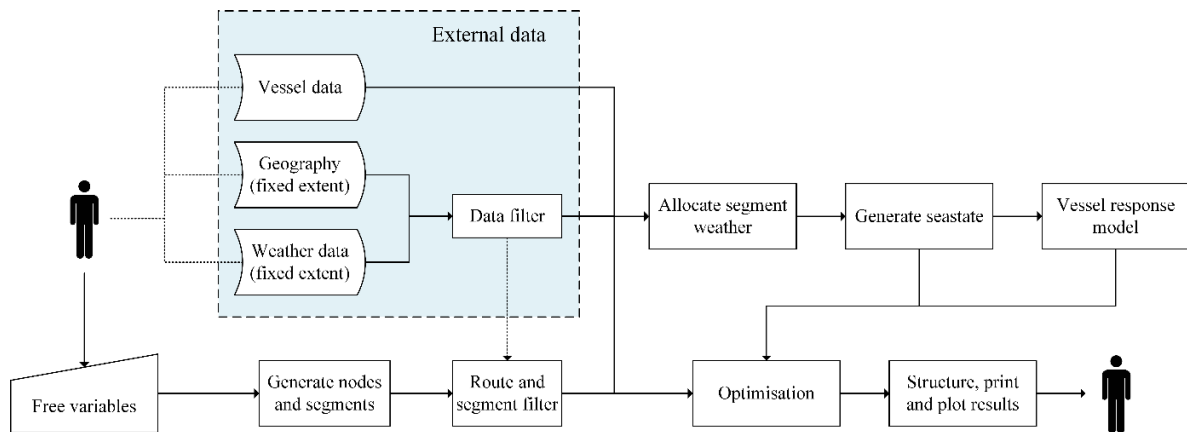 External data
Vessel data
Geography
(fixed extent)
Data filter
Weather data
(fixed extent)
Allocate segment
weather
Generate seastate
Vessel response
model
Free variables
Generate nodes
and segments
Route and
segment filter
Optimisation
Structure, print
and plot results